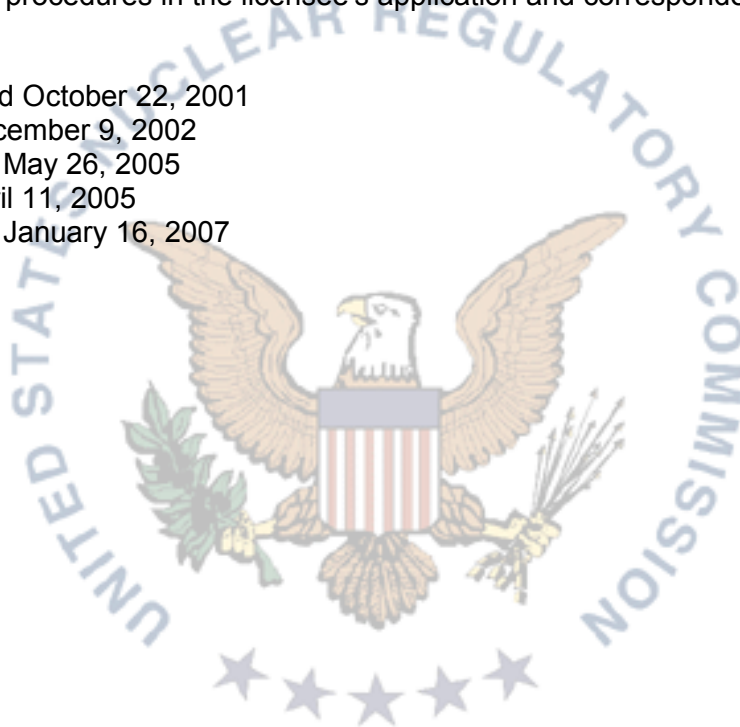 procedures in the licensee's application and
d October 22, 2001
cember 9, 2002
May 26, 2005
il 11, 2005
January 16, 2007
UNITED STATES NUCLEAR REGULATORY COMMISSION